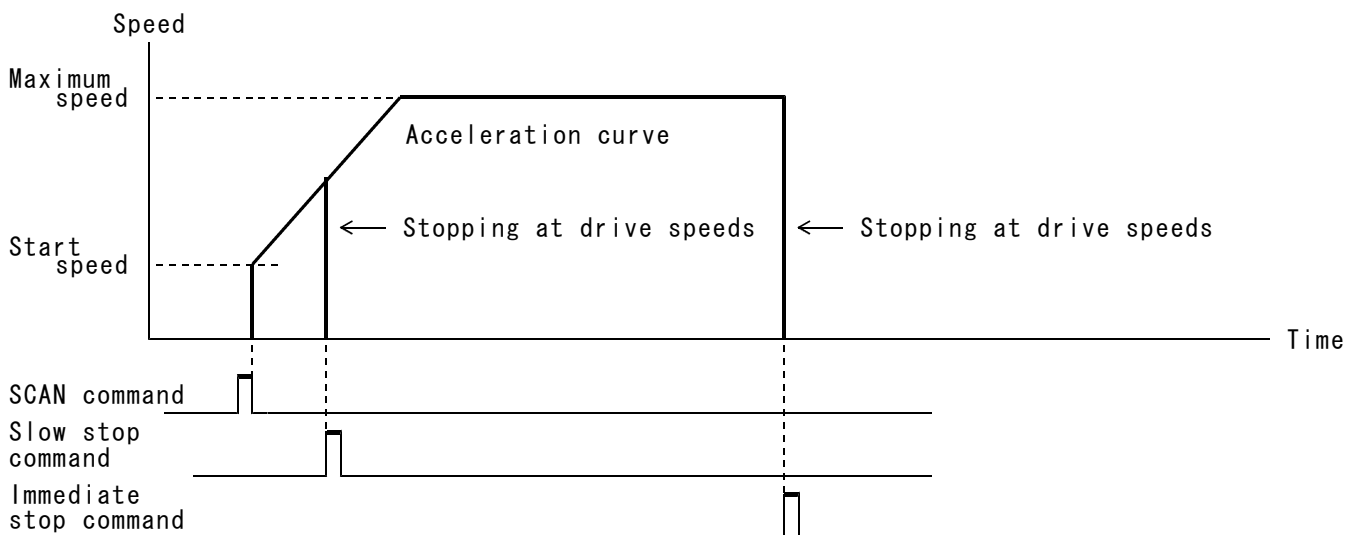 Speed
Maximum
speed
Acceleration curve
Stopping at drive speeds
Stopping at drive speeds
Start
speed
Time
SCAN command
Slow stop
command
Immediate
stop command